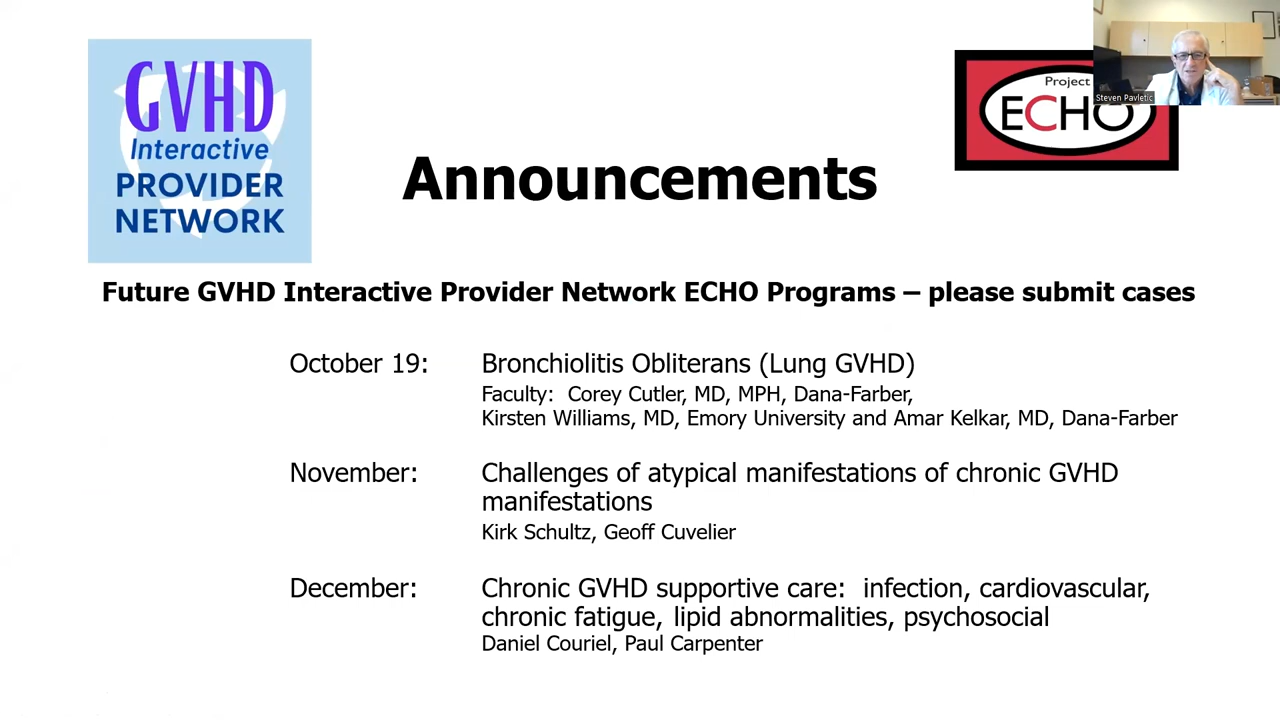 GVHD
Interactive
PROVIDER
NETWORK
Project
ECHO
Steven Pavletic
Announcements
Future GVHD Interactive Provider Network ECHO Programs – please submit cases
October 19:
Bronchiolitis Obliterans (Lung GVHD)
Faculty: Corey Cutler, MD, MPH, Dana-Farber,
Kirsten Williams, MD, Emory University and Amar Kelkar, MD, Dana-Farber
November:
Challenges of atypical manifestations of chronic GVHD
manifestations
Kirk Schultz, Geoff Cuvelier
December:
Chronic GVHD supportive care: infection, cardiovascular,
chronic fatigue, lipid abnormalities, psychosocial
Daniel Couriel, Paul Carpenter